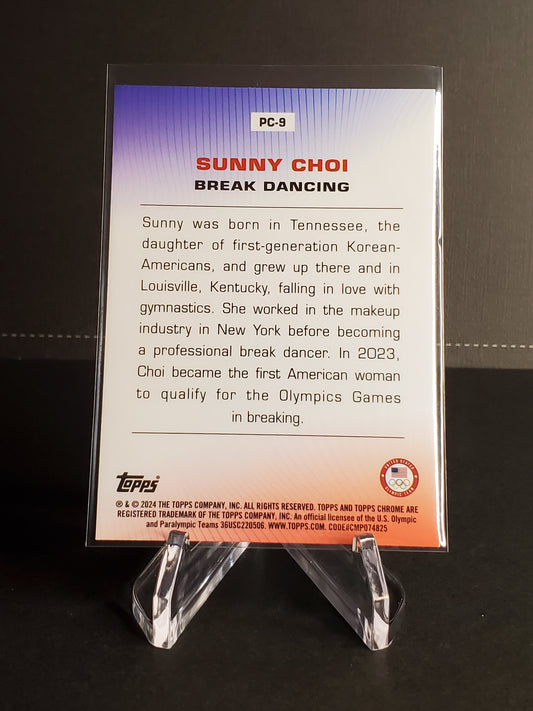 PC-9
SUNNY CHOI
BREAK DANCING
Sunny was born in Tennessee, the
daughter of first-generation Korean-
Americans, and grew up there and in
Louisville, Kentucky, falling in love with
gymnastics. She worked in the makeup
industry in New York before becoming
a professional break dancer. In 2023,
Choi became the first American woman
to qualify for the Olympics Games
in breaking.
Topps
UNITED STATES
OLYMPIC TEAM
® & © 2024 THE TOPPS COMPANY, INC. ALL RIGHTS RESERVED. TOPPS AND TOPPS CHROME ARE
REGISTERED TRADEMARK OF THE TOPPS COMPANY, INC. An official licensee of the U.S. Olympic
and Paralympic Teams 36USC220506. WWW.TOPPS.COM. CODE#CMP074825